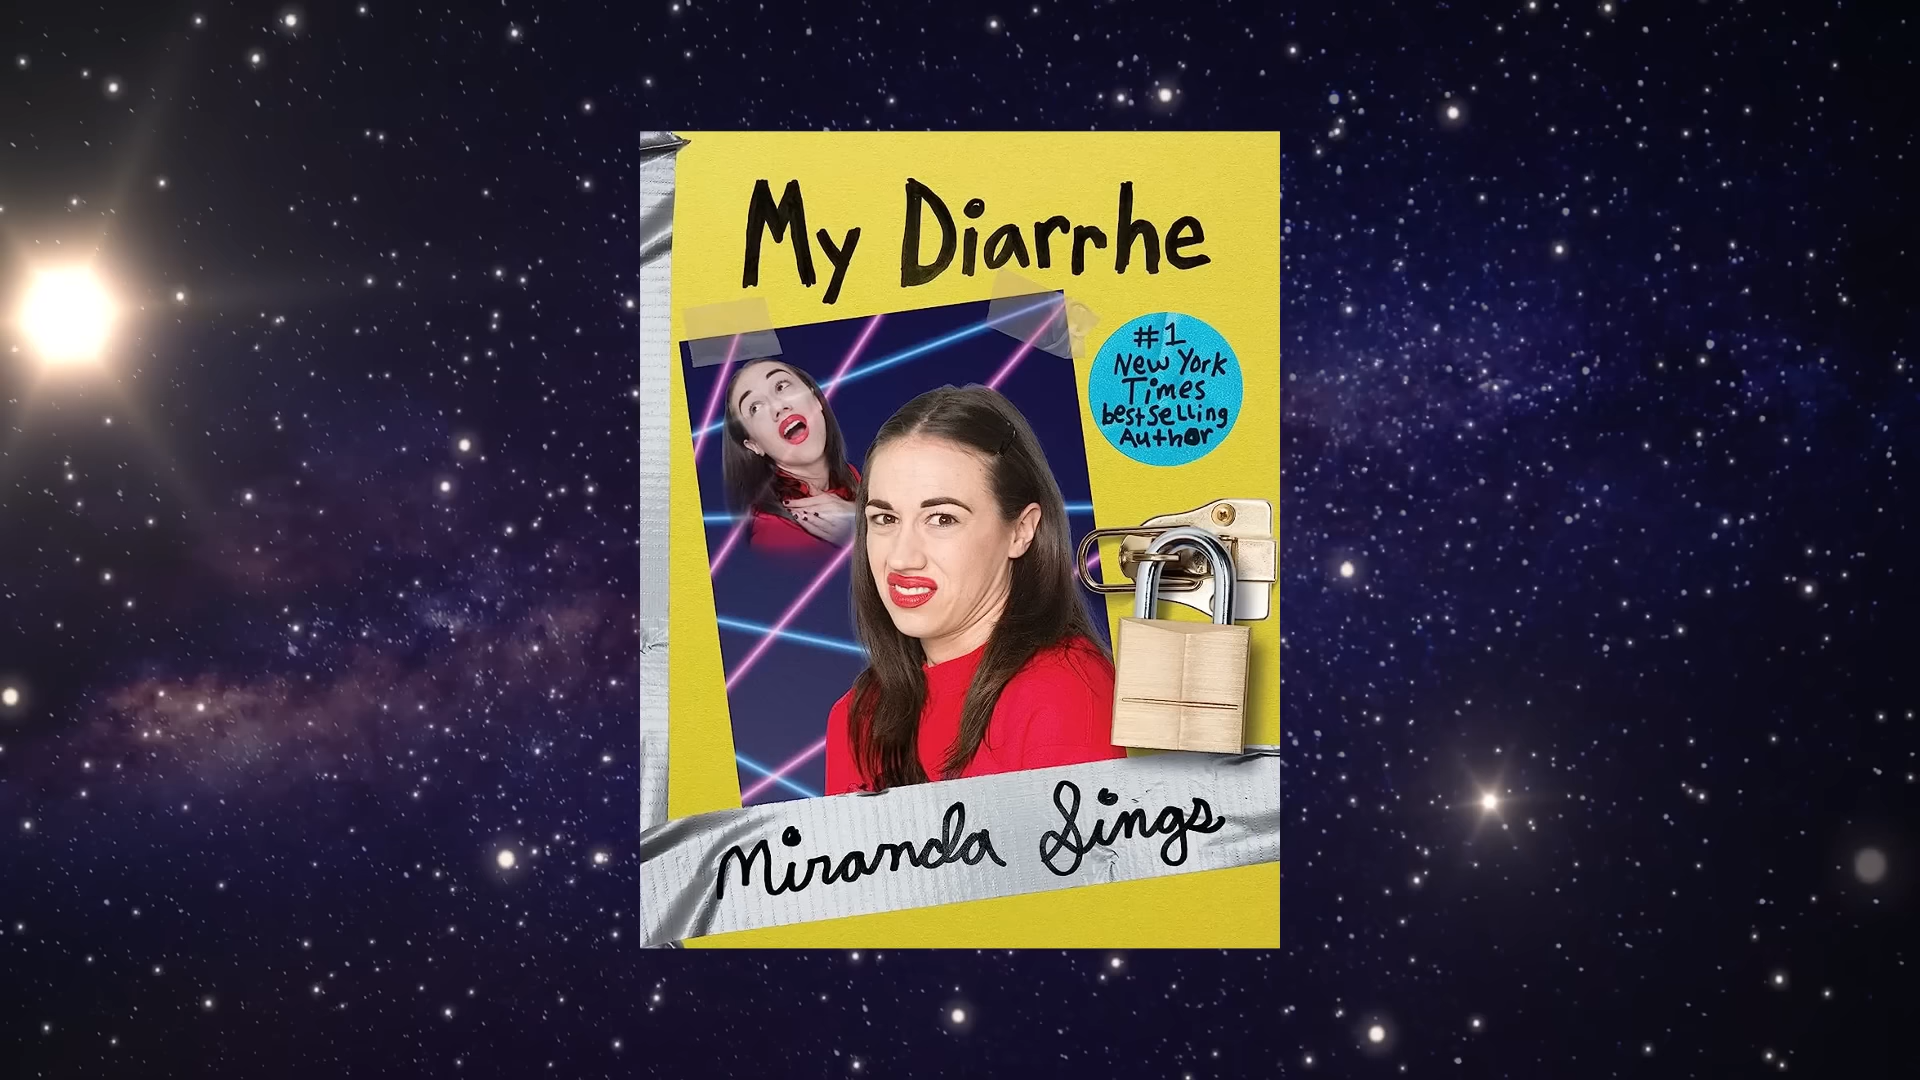 My Diarrhe
#1
New York
Times
bestselling
Author
Miranda Sings